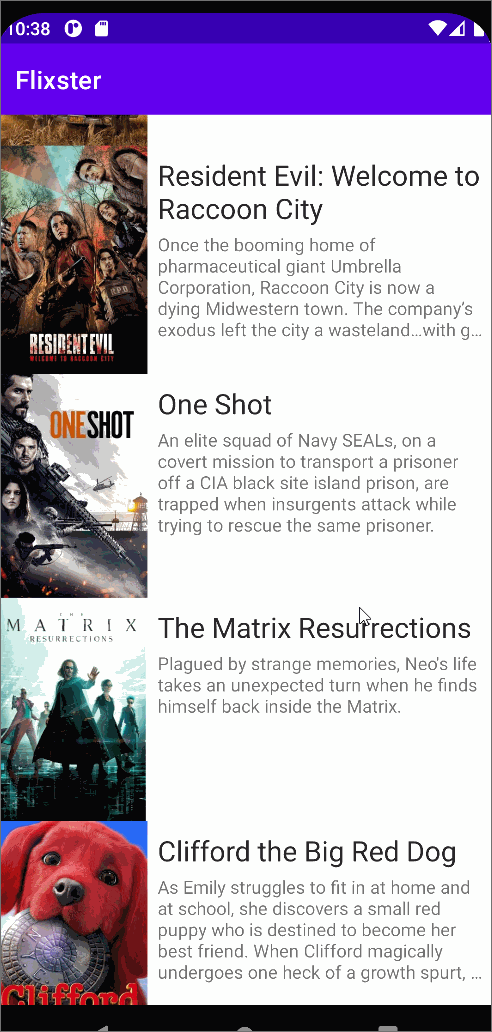 10:38
Flixster
Resident Evil: Welcome to
Raccoon City
Once the booming home of
pharmaceutical giant Umbrella
Corporation, Raccoon City is now a
dying Midwestern town. The company's
exodus left the city a wasteland…with g…
R.P.D
RESIDENT EVIL
WELCOME TO RACCOON CITY
One Shot
ONE SHOT
An elite squad of Navy SEALs, on a
covert mission to transport a prisoner
off a CIA black site island prison, are
trapped when insurgents attack while
trying to rescue the same prisoner.
THE
MATRIX
RESURRECTIONS
The Matrix Resurrections
Plagued by strange memories, Neo's life
takes an unexpected turn when he finds
himself back inside the Matrix.
Clifford the Big Red Dog
As Emily struggles to fit in at home and
at school, she discovers a small red
puppy who is destined to become her
best friend. When Clifford magically
undergoes one heck of a growth spurt, …
Clifford